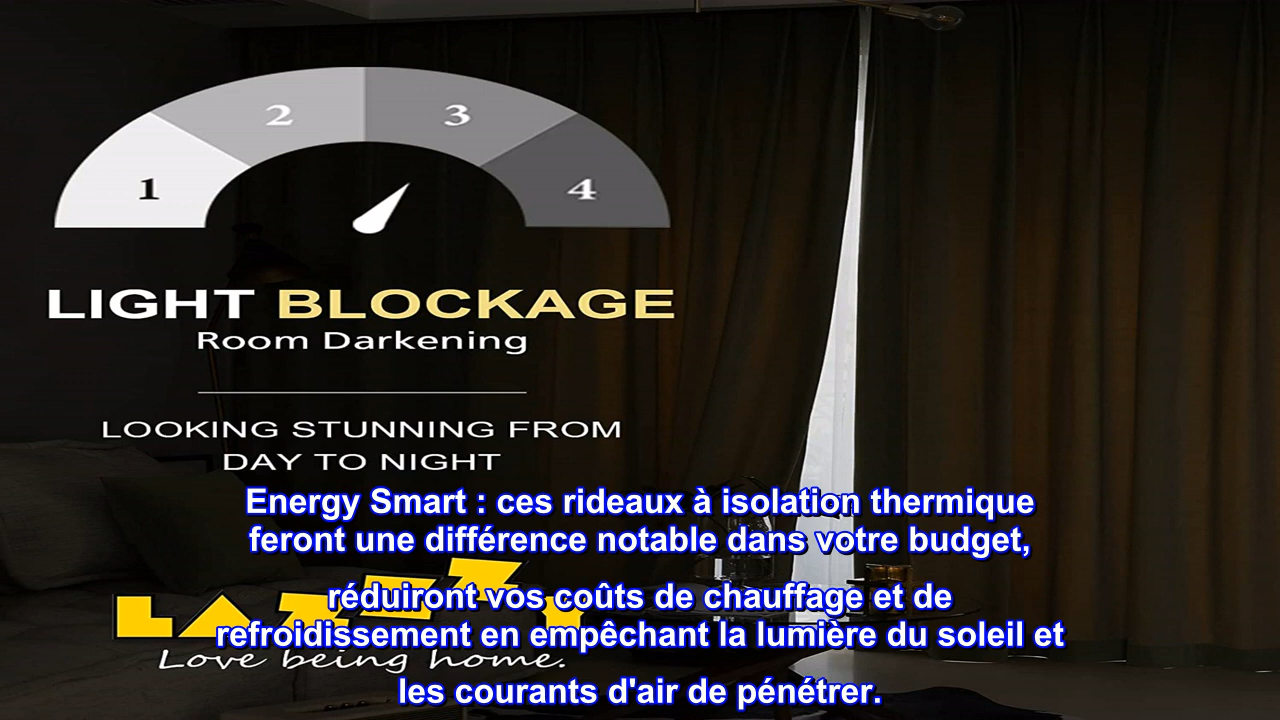 1
2
3
4
LIGHT BLOCKAGE
Room Darkening
LOOKING STUNNING FROM
DAY TO NIGHT
Energy Smart : ces rideaux à isolation thermique
feront une différence notable dans votre budget,
réduiront vos coûts de chauffage et de
refroidissement en empêchant la lumière du soleil et
Love being home.
les courants d'air de pénétrer.